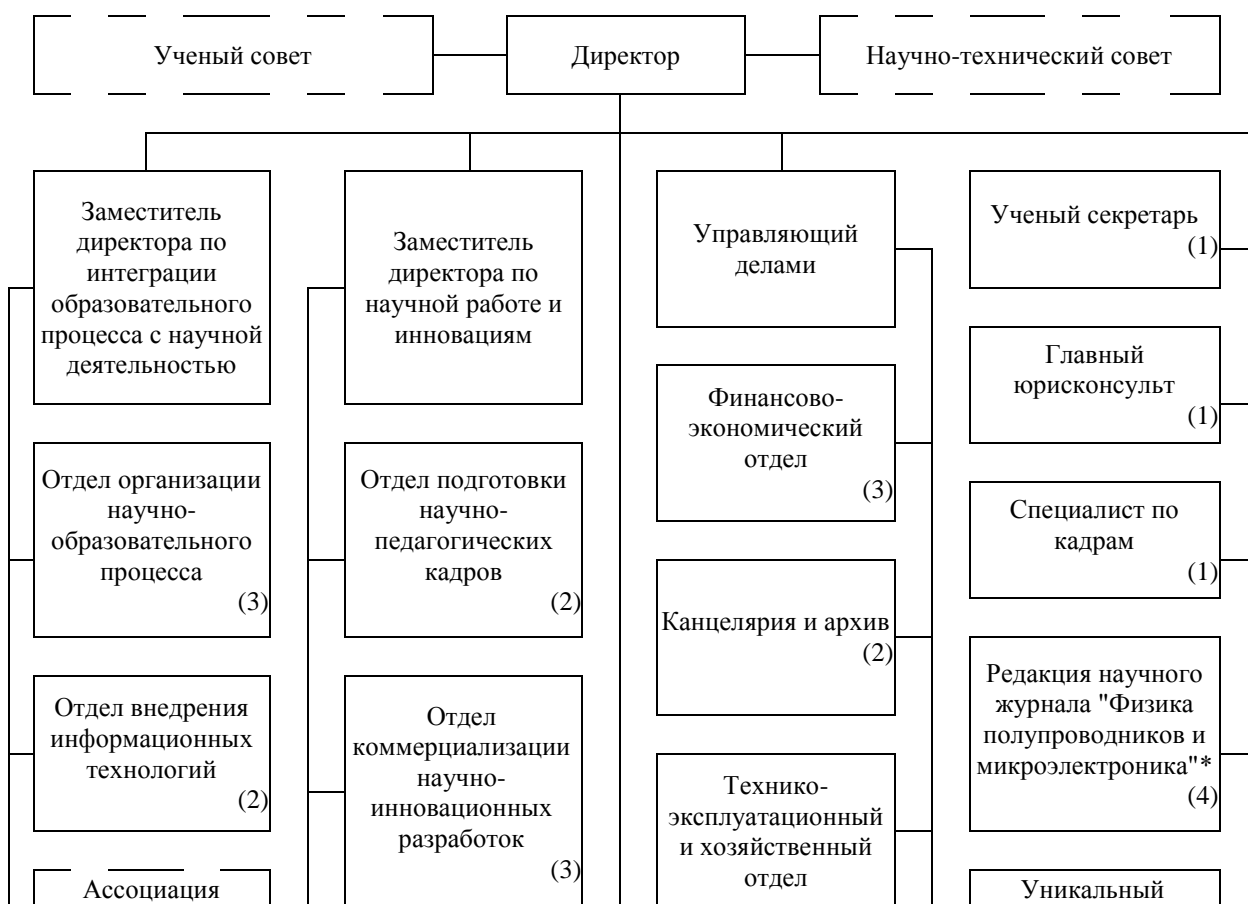 Ученый совет
Директор
Научно-технический совет
Заместитель
директора по
интеграции
образовательного
процесса с научной
деятельностью
Заместитель
директора по
научной работе и
инновациям
Управляющий
делами
Ученый секретарь
(1)
Главный
юрисконсульт
(1)
Финансово-
экономический
отдел
(3)
Отдел организации
научно-
образовательного
процесса
(3)
Отдел подготовки
научно-
педагогических
кадров
(2)
Специалист по
кадрам
(1)
Канцелярия и архив
(2)
Редакция научного
журнала "Физика
полупроводников и
микроэлектроника"*
(4)
Отдел внедрения
информационных
технологий
(2)
Отдел
коммерциализации
научно-
инновационных
разработок
(3)
Технико-
эксплуатационный
и хозяйственный
отдел
Ассоциация
Уникальный